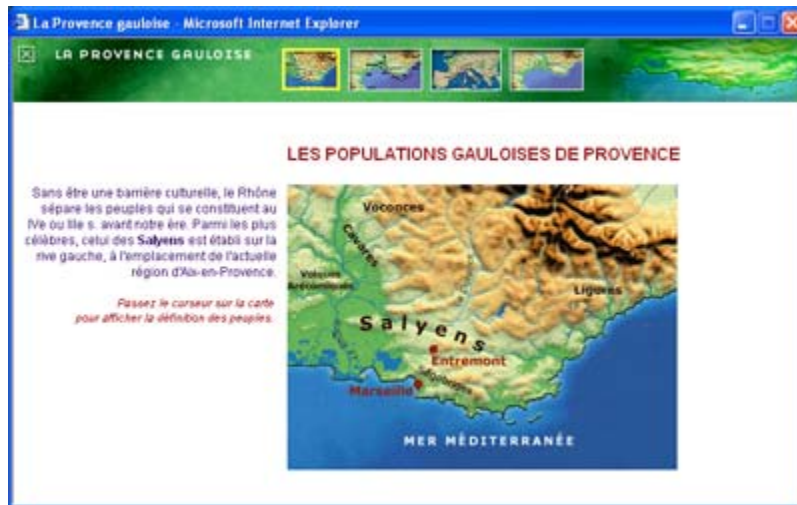 La Provence gauloise - Microsoft Internet Explorer
LA PROVENCE GAULOISE
LES POPULATIONS GAULOISES DE PROVENCE
Sans être une barrière culturelle, le Rhône
sépare les peuples qui se constituent au
IVe ou IIIe s. avant notre ère. Parmi les plus
célèbres, celui des Salyens est établi sur la
rive gauche, à l'emplacement de l'actuelle
région d'Aix-en-Provence.
Passez le curseur sur la carte
pour afficher la définition des peuples.
Voconces
Cavares
Volques
Arécomiques
Ligures
Salyens
Entremont
Ségobriges
Marseille
MER MÉDITERRANÉE